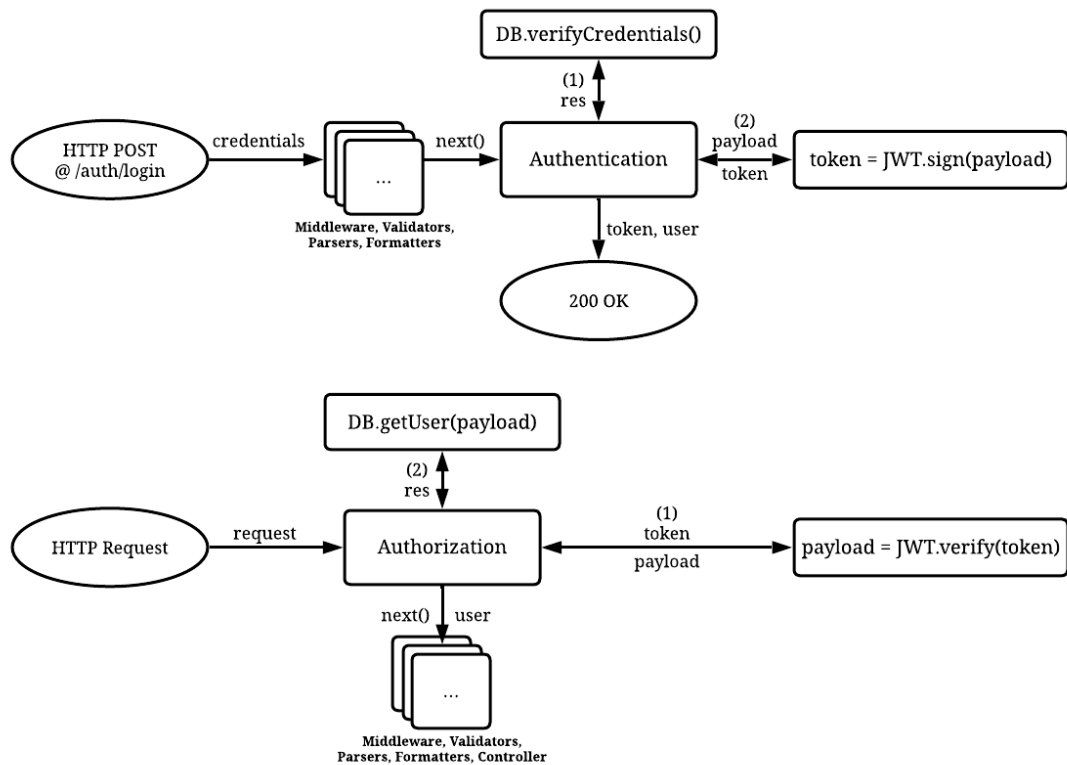 DB.verifyCredentials()
(1)
res
HTTP POST
@ /auth/login
credentials
...
Middleware, Validators,
Parsers, Formatters
next()
Authentication
(2)
payload
token
token = JWT.sign(payload)
token, user
200 OK
DB.getUser(payload)
(2)
res
HTTP Request
request
Authorization
(1)
token
payload
payload = JWT.verify(token)
next() user
...
Middleware, Validators,
Parsers, Formatters, Controller